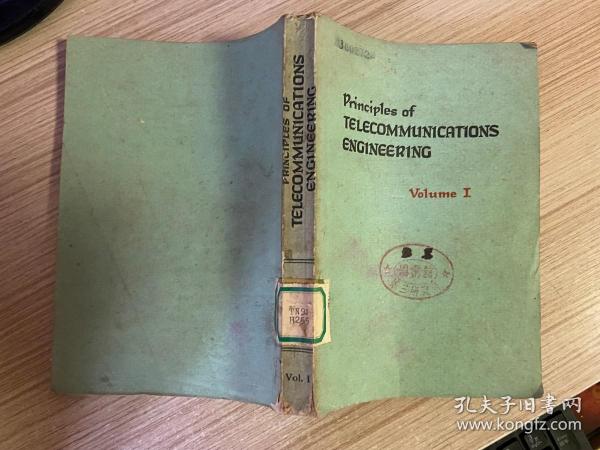 Principles of
TELECOMMUNICATIONS
ENGINEERING
Volume I
PRINCIPLES OF
TELECOMMUNICATIONS
ENGINEERING
Vol. I
孔夫子旧书网
www.kongfz.com